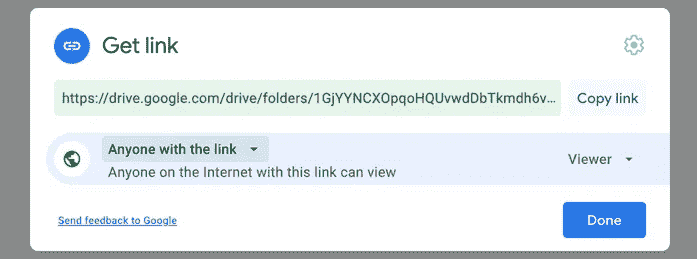 Get link
https://drive.google.com/drive/folders/1GjYYNCXOpqoHQUvwdDbTkmdh6v...
Copy link
Anyone with the link
Anyone on the Internet with this link can view
Viewer
Send feedback to Google
Done